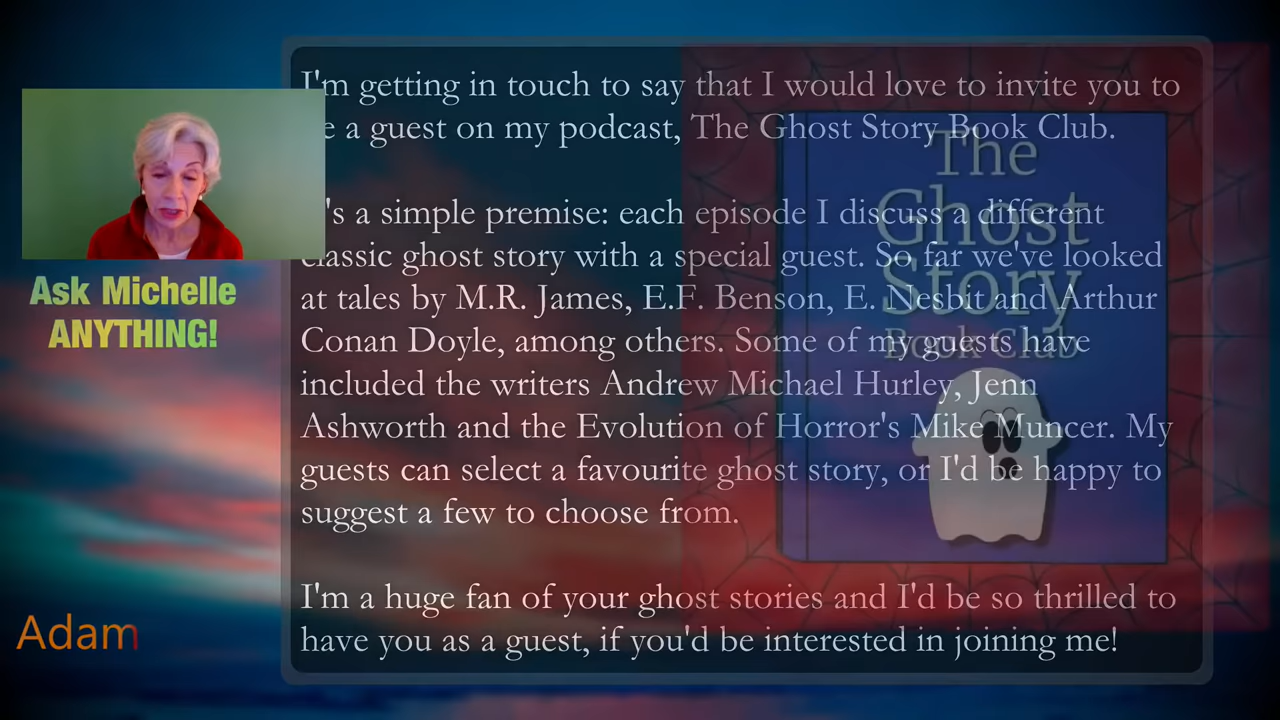 I'm getting in touch to say that I would love to invite you to
a guest on my podcast, The Ghost Story Book Club.
's a simple premise: each episode I discuss a different
classic ghost story with a special guest. So far we've looked
at tales by M.R. James, E.F. Benson, E. Nesbit and Arthur
Conan Doyle, among others. Some of my guests have
included the writers Andrew Michael Hurley, Jenn
Ashworth and the Evolution of Horror's Mike Muncer. My
guests can select a favourite ghost story, or I'd be happy to
suggest a few to choose from.
I'm a huge fan of your ghost stories and I'd be so thrilled to
have you as a guest, if you'd be interested in joining me!
Ask Michelle
ANYTHING!
Adam
The
Ghost
Story
Book Club